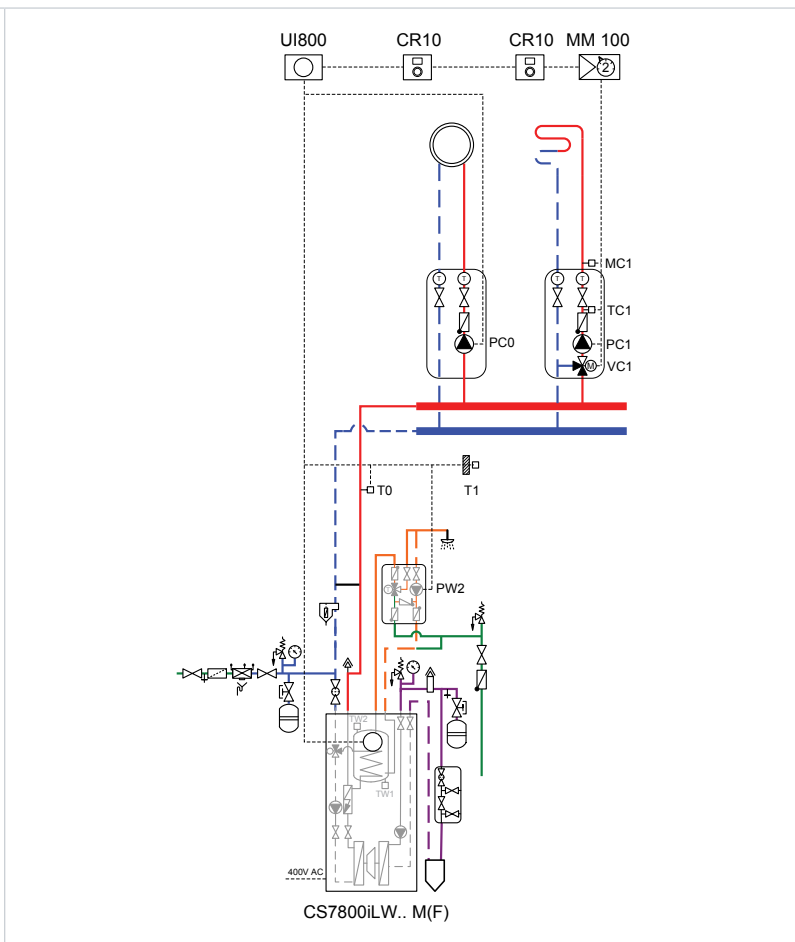 UI800 CR10 CR10 MM 100
2
T T T T
MC1
TC1
PC0 PC1
M VC1
T0 T1
PW2
TW2
TW1
400V AC
CS7800iLW.. M(F)